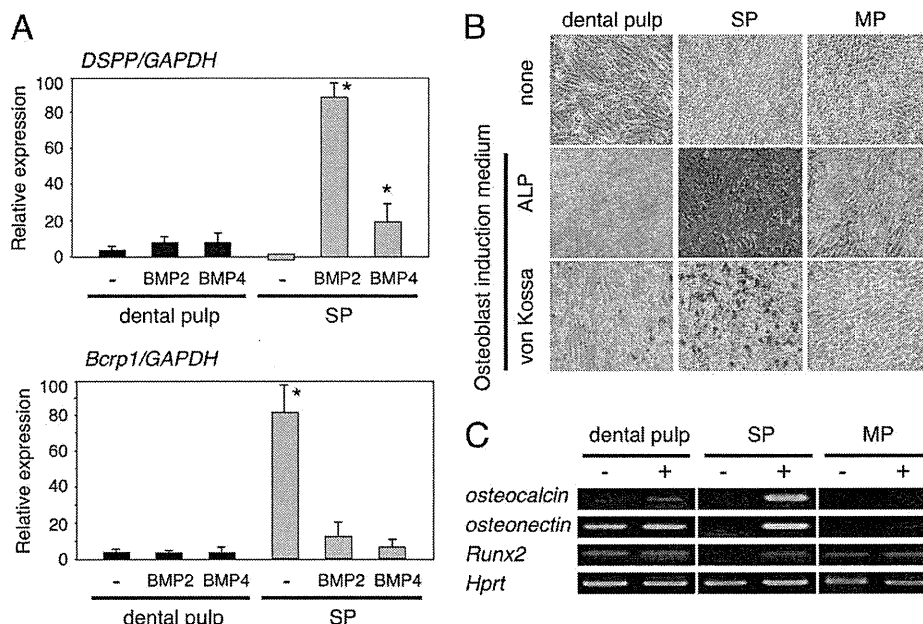 A
DSPP/GAPDH
Relative expression
100
80
60
40
20
0
*
*
- BMP2 BMP4 - BMP2 BMP4
dental pulp SP
Bcrp1/GAPDH
Relative expression
100
80
60
40
20
0
*
- BMP2 BMP4 - BMP2 BMP4
dental pulp SP
B
dental pulp SP MP
none
Osteoblast induction medium
ALP
von Kossa
C
dental pulp SP MP
- + - + - +
osteocalcin
osteonectin
Runx2
Hprt